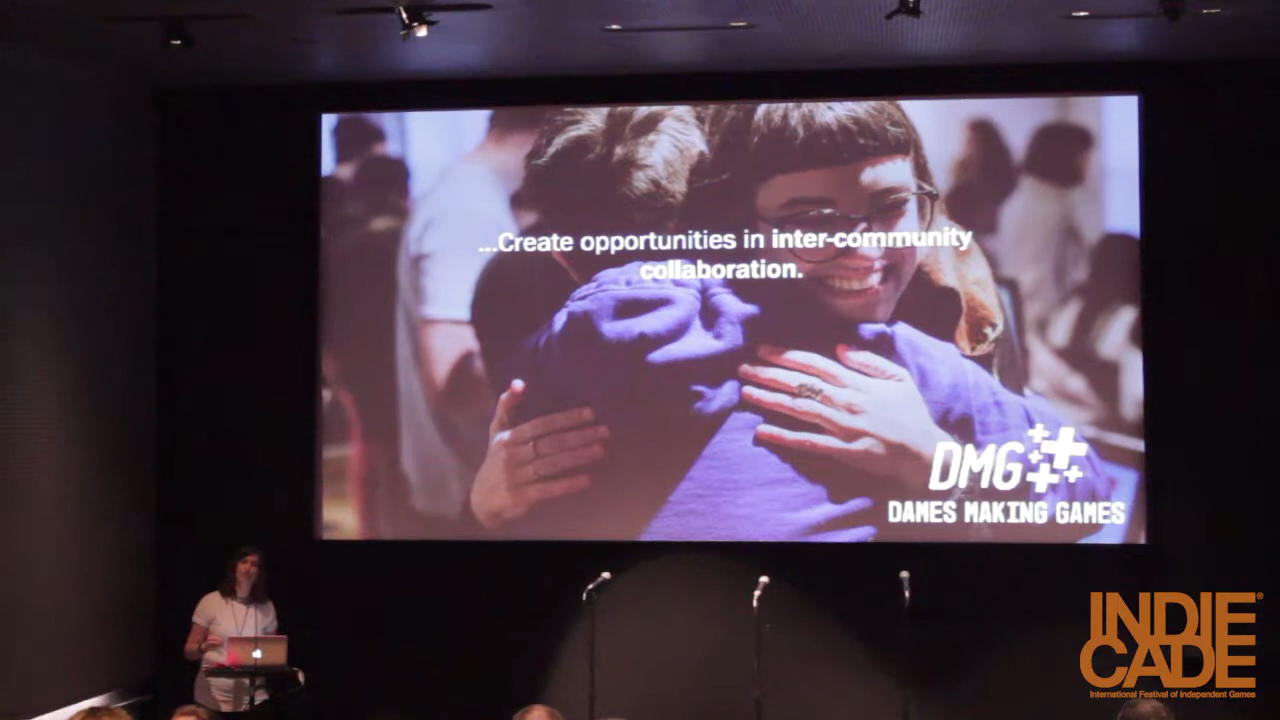 ...Create opportunities in inter-community
collaboration.
DMG
DAMES MAKING GAMES
INDIE
CADE®
International Festival of Independent Games